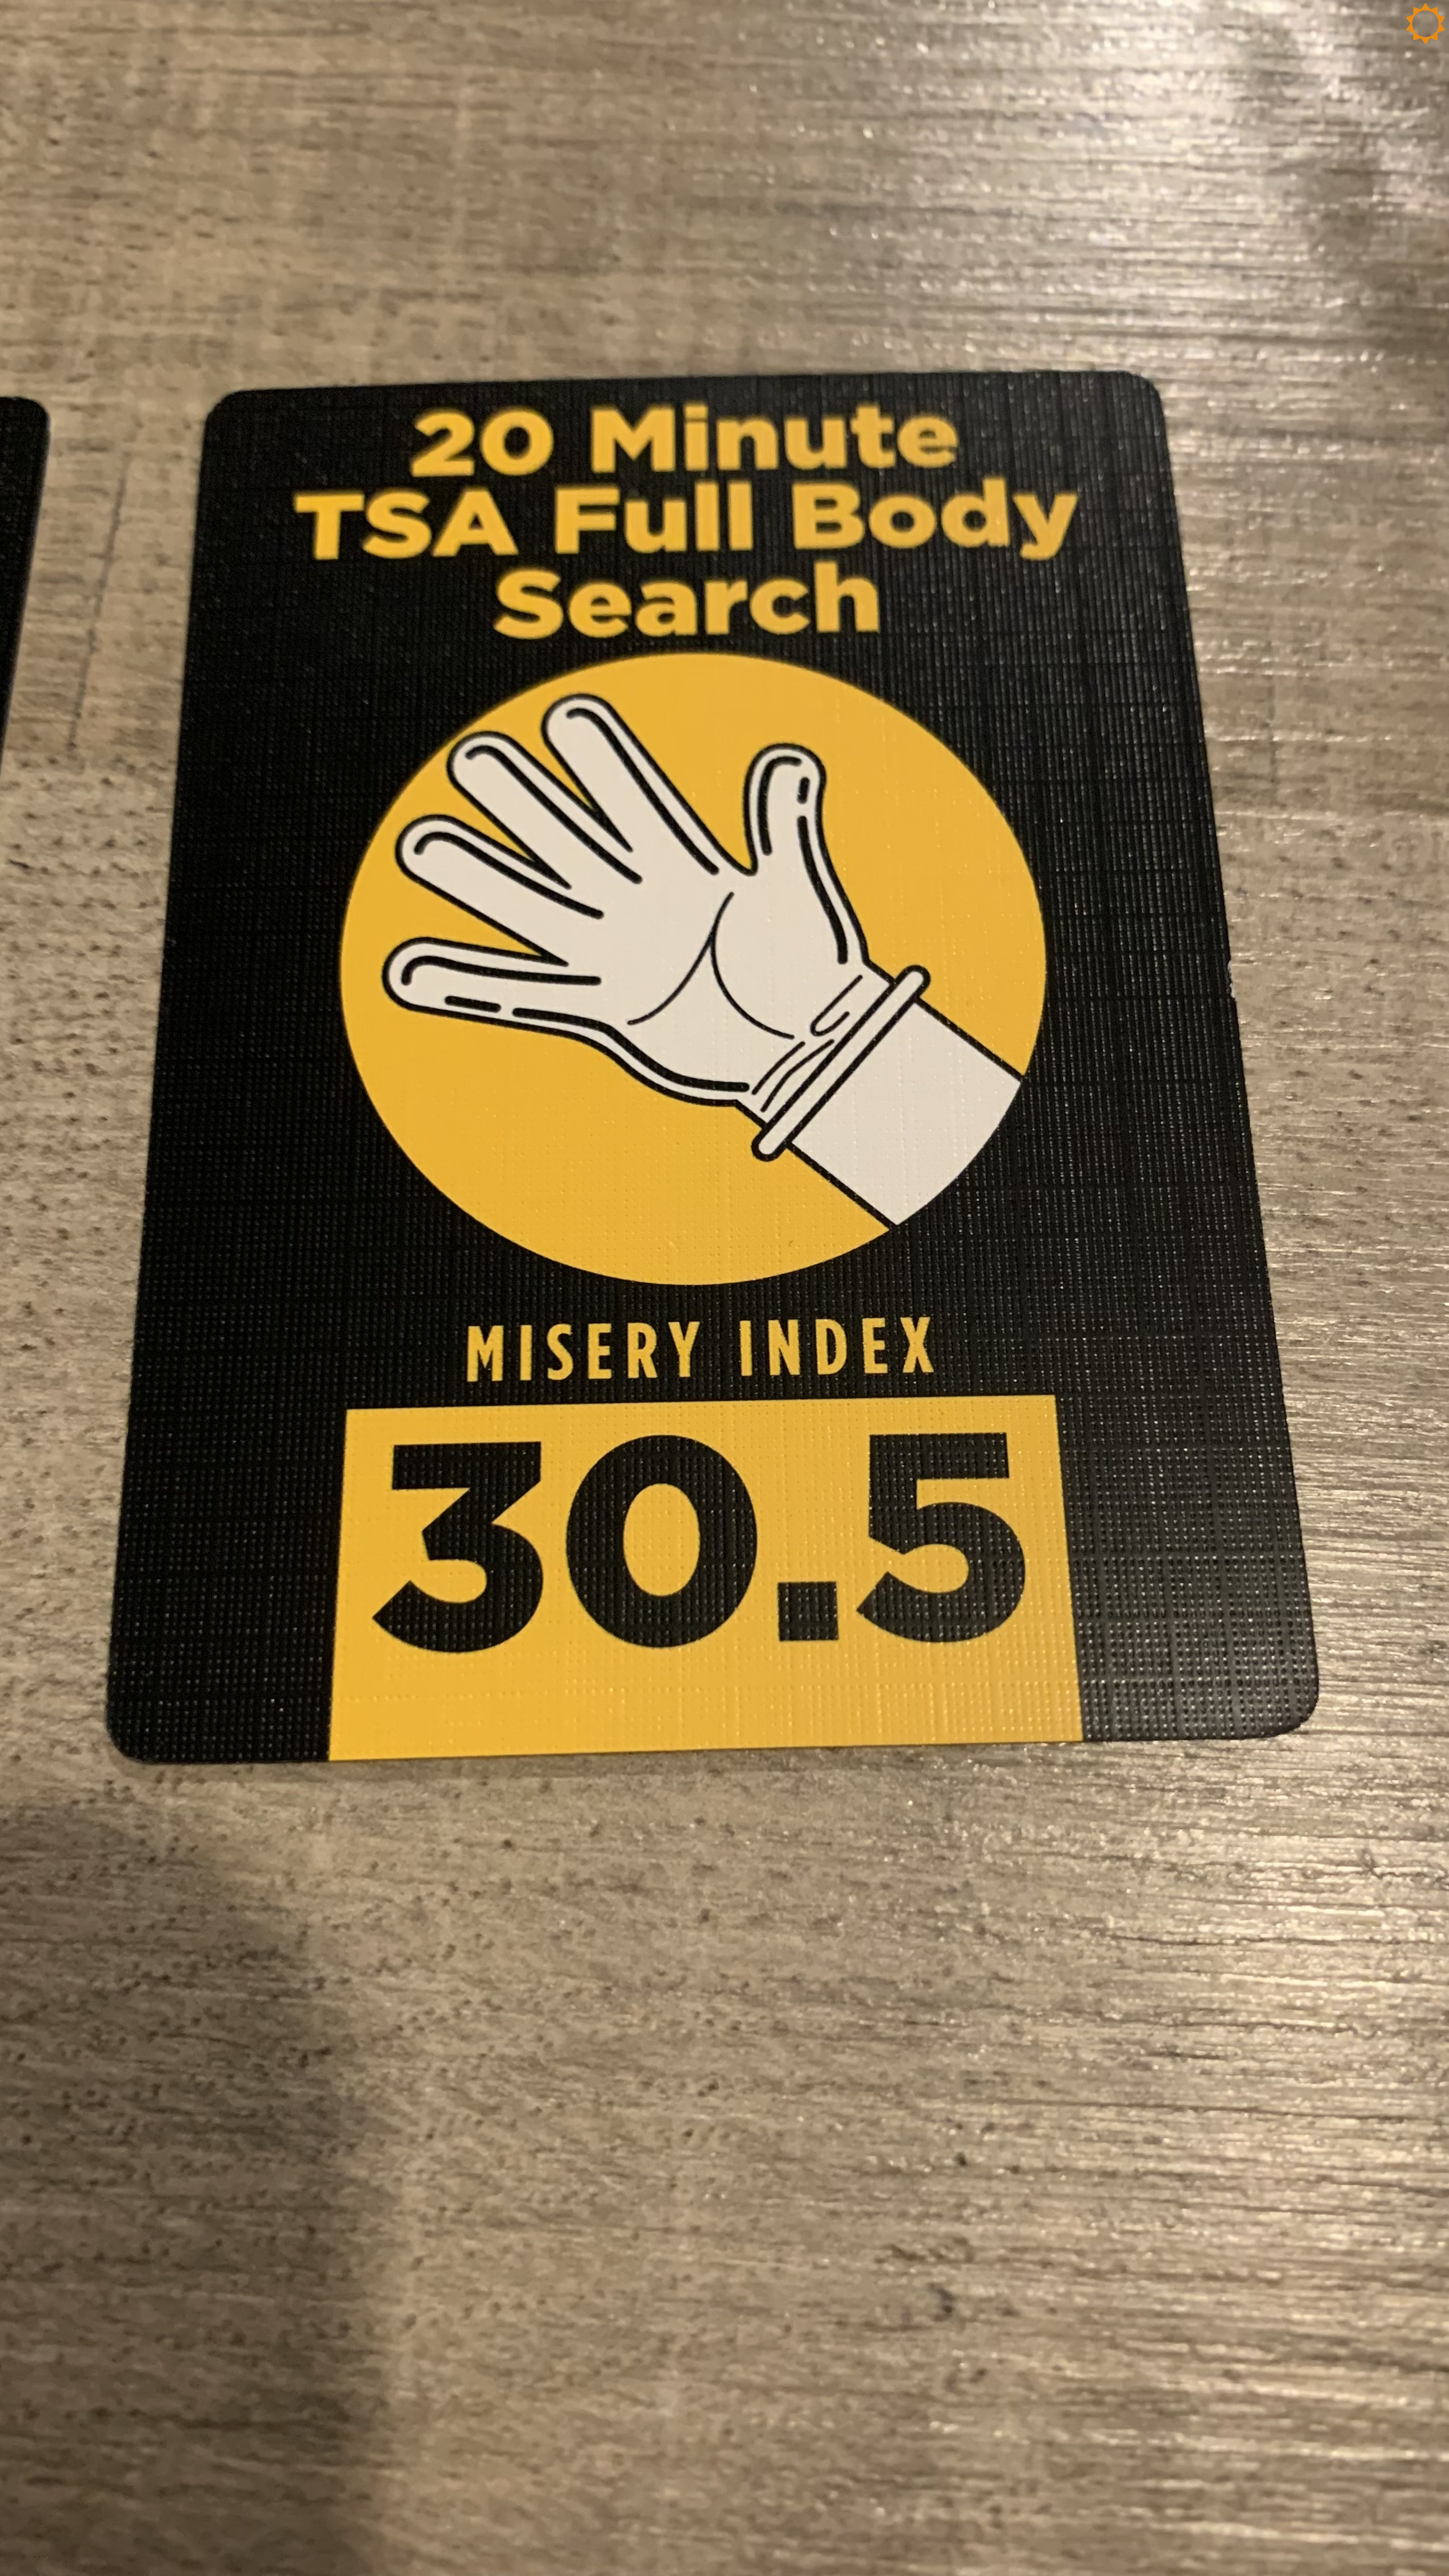 20 Minute
TSA Full Body
Search
MISERY INDEX
30.5